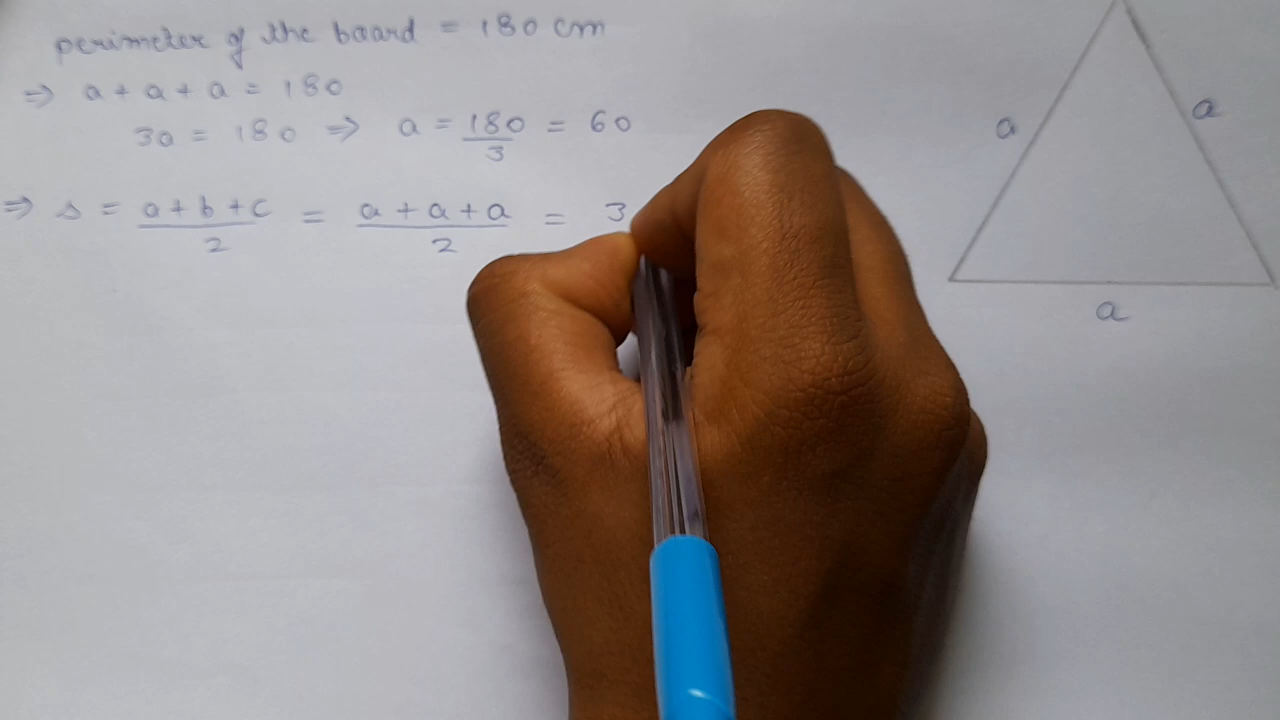 perimeter of the board = 180 cm
⇒ a + a + a = 180
3a = 180 ⇒ a = 180/3 = 60
⇒ s = a + b + c/2 = a + a + a/2 = 3
a
a
a